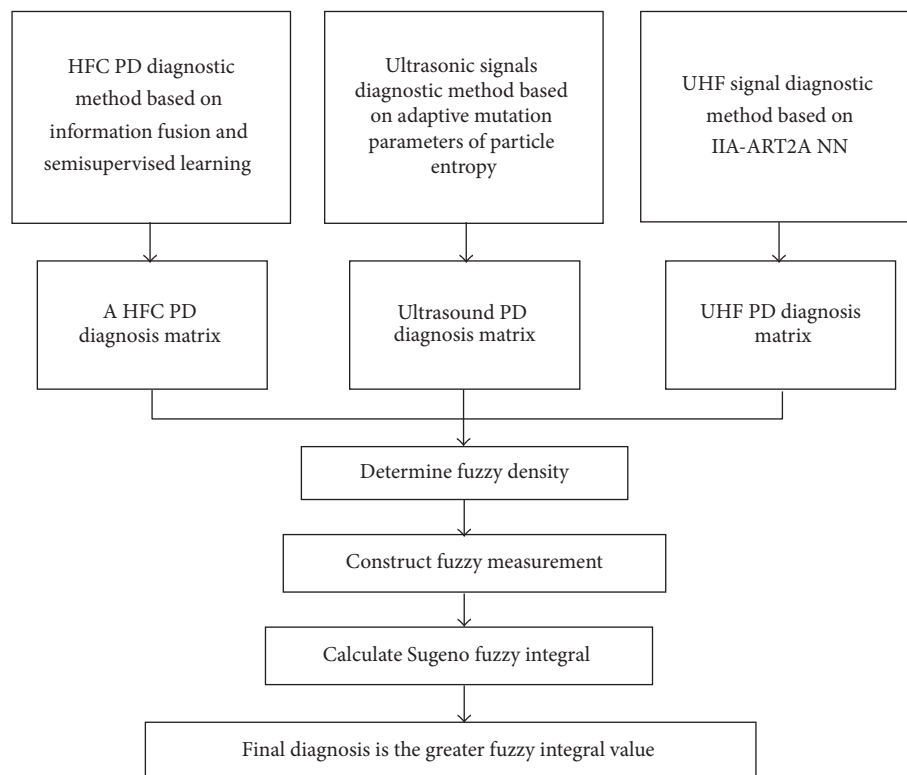 HFC PD diagnostic
method based on
information fusion and
semisupervised learning
Ultrasonic signals
diagnostic method based
on adaptive mutation
parameters of particle
entropy
UHF signal diagnostic
method based on
IIA-ART2A NN
A HFC PD
diagnosis matrix
Ultrasound PD
diagnosis matrix
UHF PD diagnosis
matrix
Determine fuzzy density
Construct fuzzy measurement
Calculate Sugeno fuzzy integral
Final diagnosis is the greater fuzzy integral value